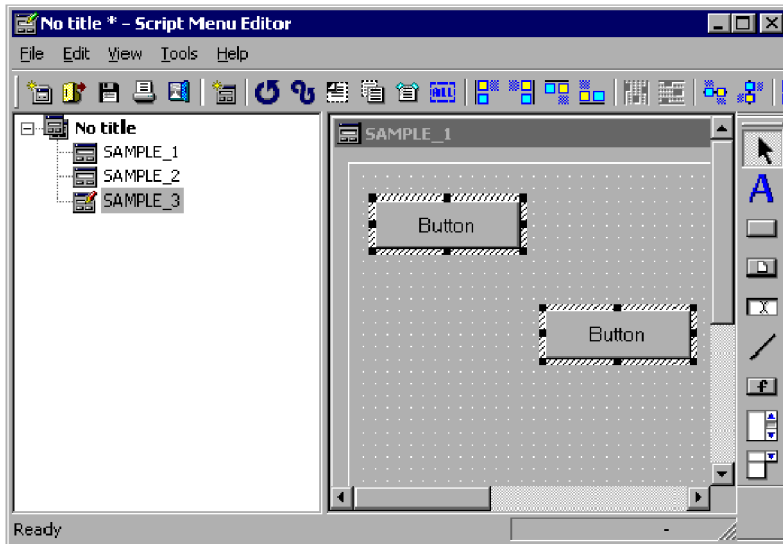 No title * - Script Menu Editor
File Edit View Tools Help
ALL
No title
SAMPLE_1
SAMPLE_2
SAMPLE_3
SAMPLE_1
Button
Button
A
f
Ready
-